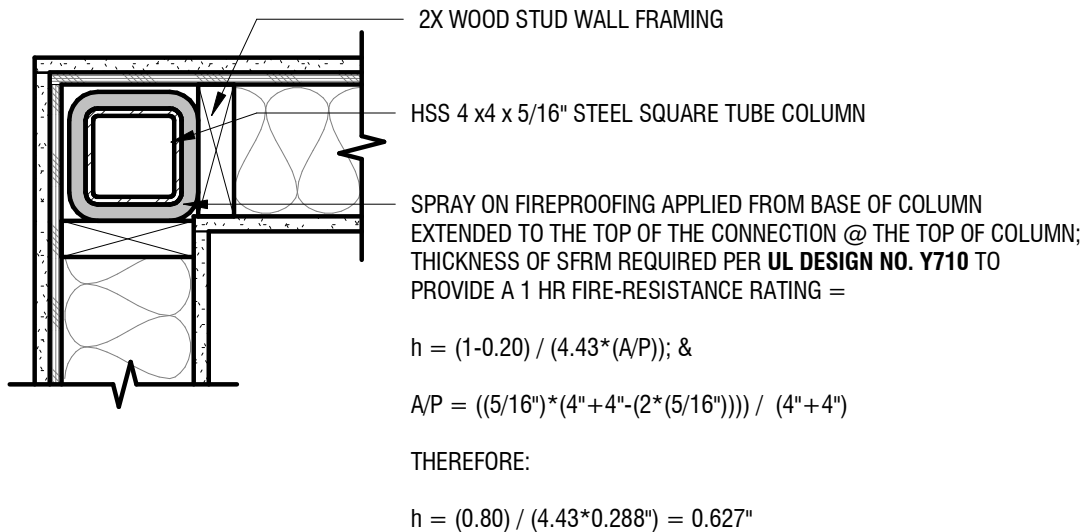 2X WOOD STUD WALL FRAMING
HSS 4 x4 x 5/16" STEEL SQUARE TUBE COLUMN
SPRAY ON FIREPROOFING APPLIED FROM BASE OF COLUMN
EXTENDED TO THE TOP OF THE CONNECTION @ THE TOP OF COLUMN;
THICKNESS OF SFRM REQUIRED PER UL DESIGN NO. Y710 TO
PROVIDE A 1 HR FIRE-RESISTANCE RATING =
h = (1-0.20) / (4.43*(A/P)); &
A/P = ((5/16")*(4"+4"-(2*(5/16")))) / (4"+4")
THEREFORE:
h = (0.80) / (4.43*0.288") = 0.627"